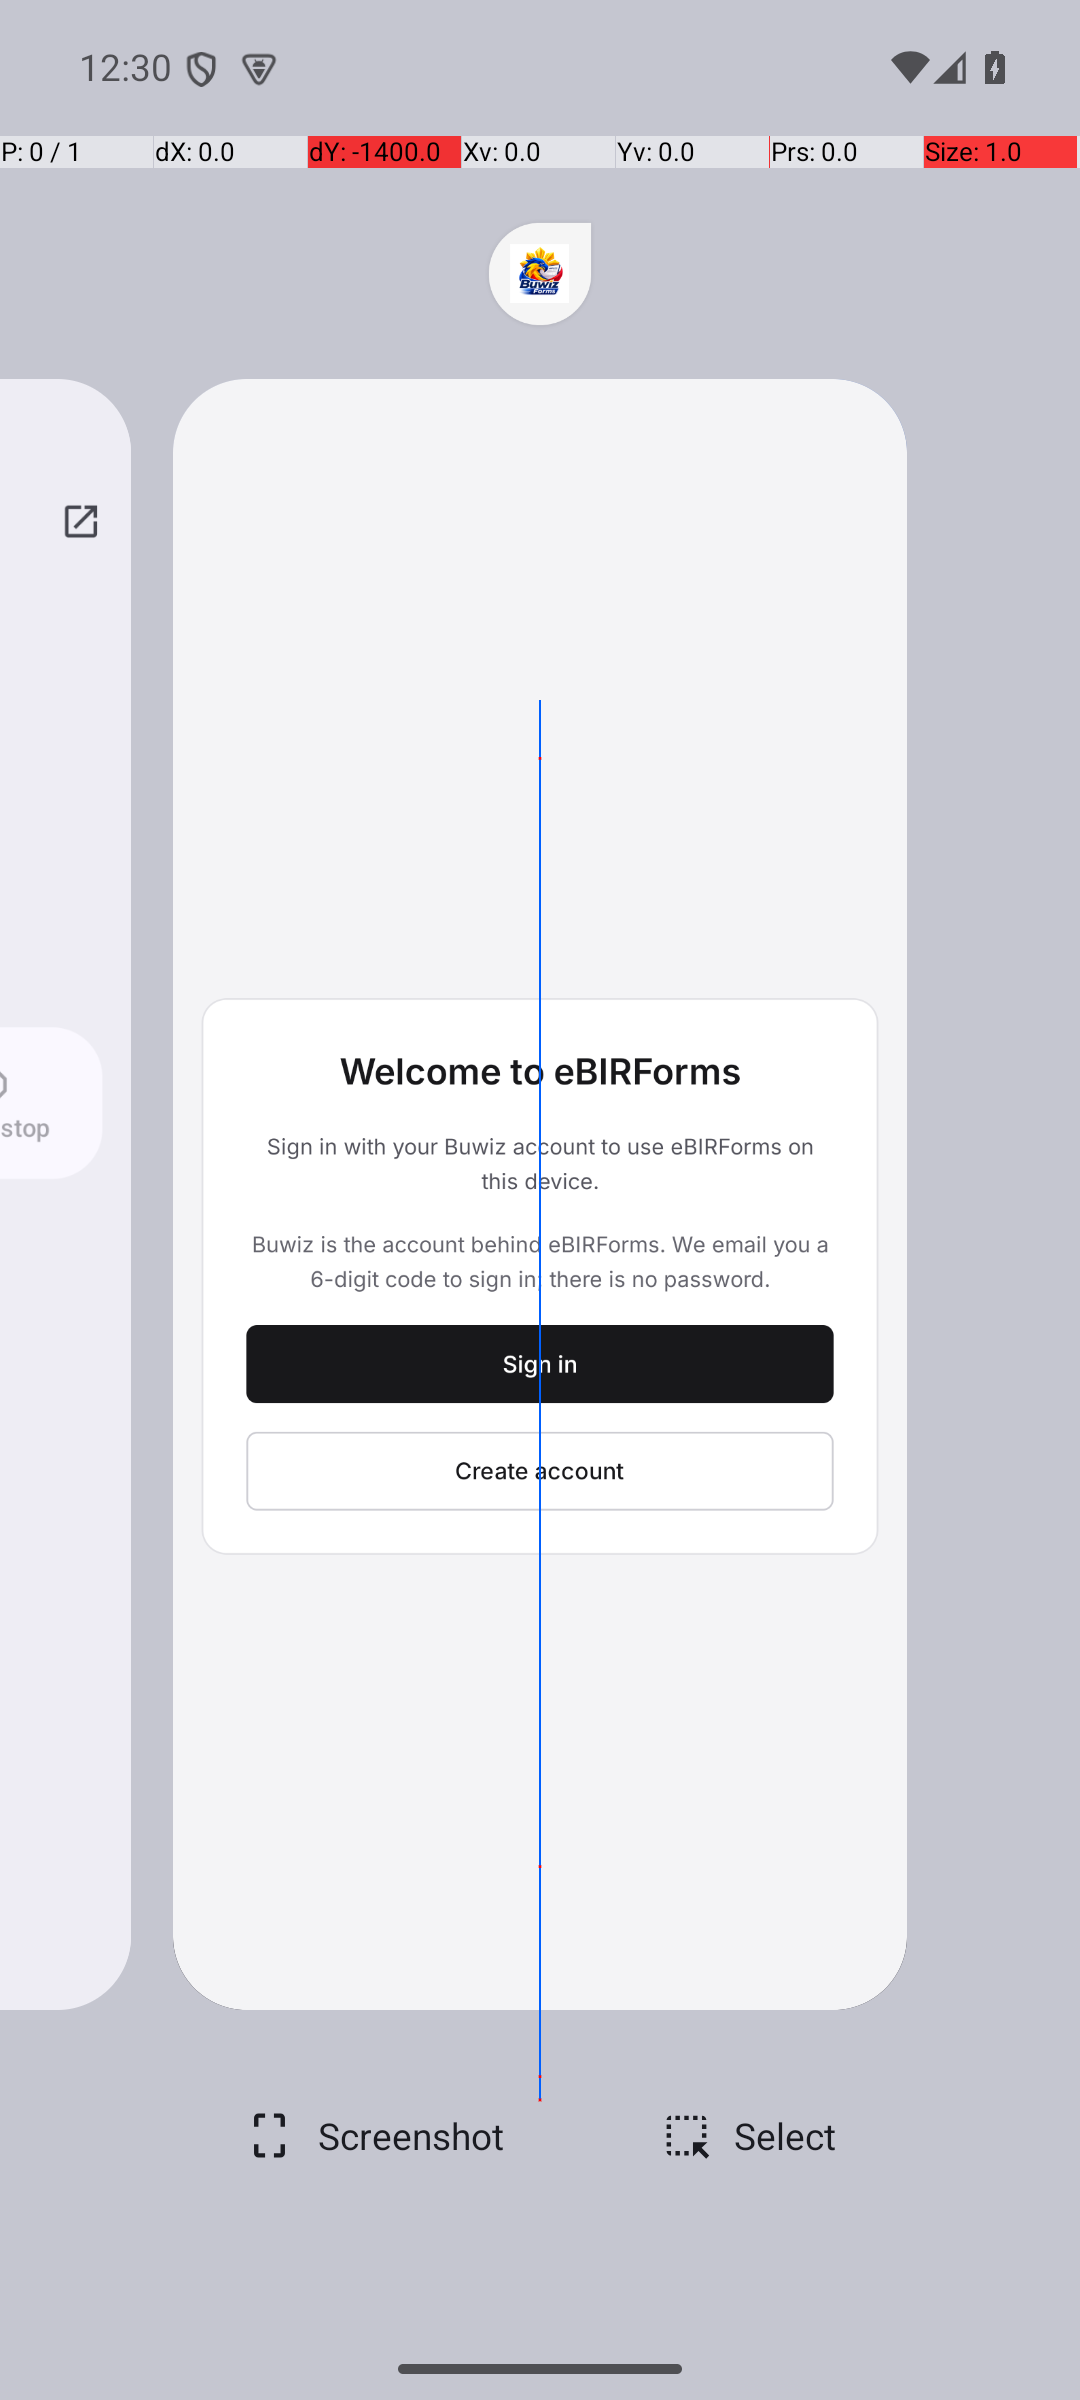 12:30
P: 0 / 1 dX: 0.0 dY: -1400.0 Xv: 0.0 Yv: 0.0 Prs: 0.0 Size: 1.0
Buwiz
Forms
stop
Welcome to eBIRForms
Sign in with your Buwiz account to use eBIRForms on
this device.
Buwiz is the account behind eBIRForms. We email you a
6-digit code to sign in; there is no password.
Sign in
Create account
Screenshot
Select